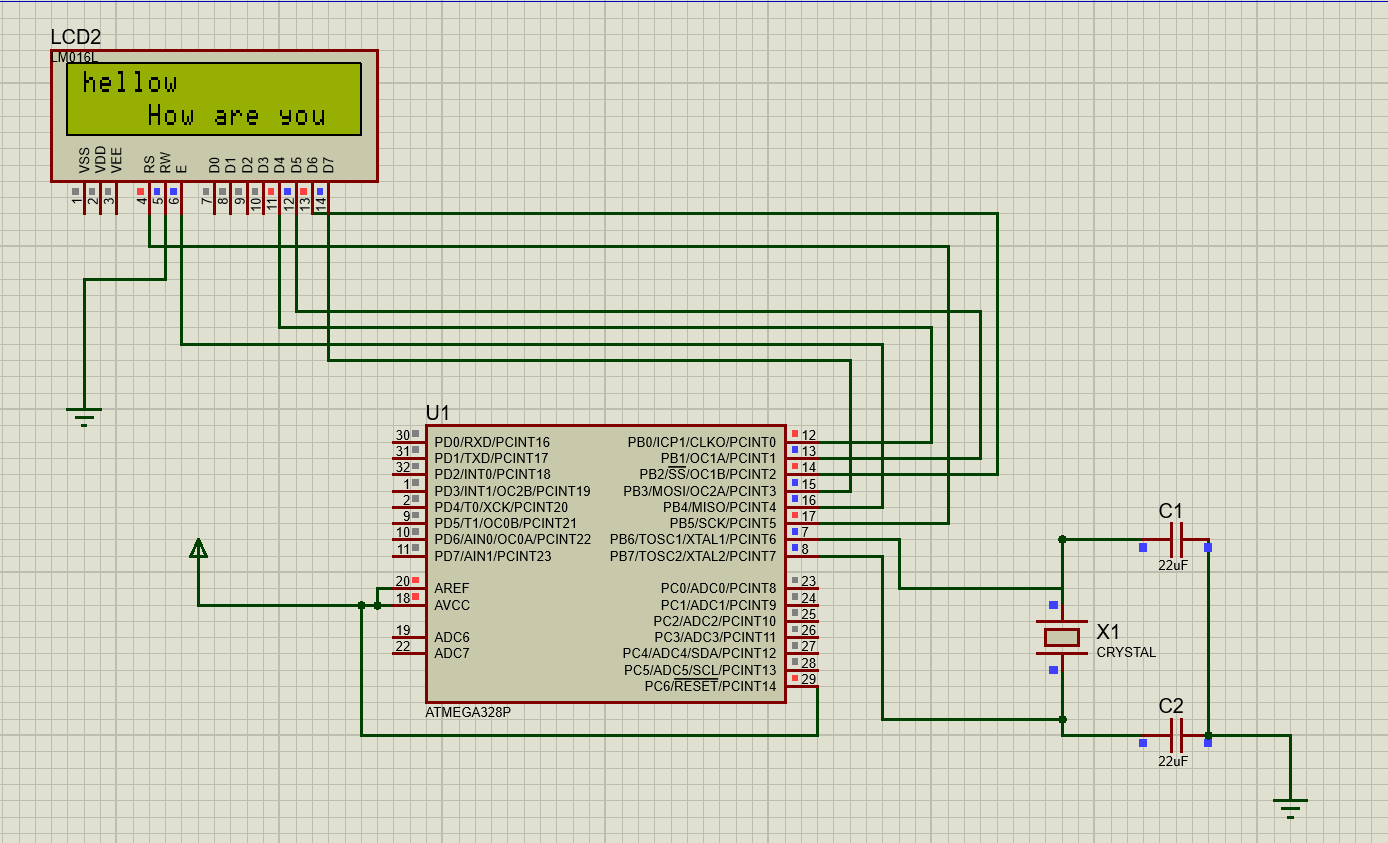 LCD2
LM016L
hellow
How are you
VSS VDD VEE RS RW E D0 D1 D2 D3 D4 D5 D6 D7
1 2 3 4 5 6 7 8 9 10 11 12 13 14
U1
30 PD0/RXD/PCINT16 PB0/ICP1/CLKO/PCINT0 12
31 PD1/TXD/PCINT17 PB1/OC1A/PCINT1 13
32 PD2/INT0/PCINT18 PB2/SS/OC1B/PCINT2 14
1 PD3/INT1/OC2B/PCINT19 PB3/MOSI/OC2A/PCINT3 15
2 PD4/T0/XCK/PCINT20 PB4/MISO/PCINT4 16
9 PD5/T1/OC0B/PCINT21 PB5/SCK/PCINT5 17
10 PD6/AIN0/OC0A/PCINT22 PB6/TOSC1/XTAL1/PCINT6 7
11 PD7/AIN1/PCINT23 PB7/TOSC2/XTAL2/PCINT7 8
20 AREF PC0/ADC0/PCINT8 23
18 AVCC PC1/ADC1/PCINT9 24
PC2/ADC2/PCINT10 25
19 ADC6 PC3/ADC3/PCINT11 26
22 ADC7 PC4/ADC4/SDA/PCINT12 27
PC5/ADC5/SCL/PCINT13 28
PC6/RESET/PCINT14 29
ATMEGA328P
C1
22uF
X1
CRYSTAL
C2
22uF